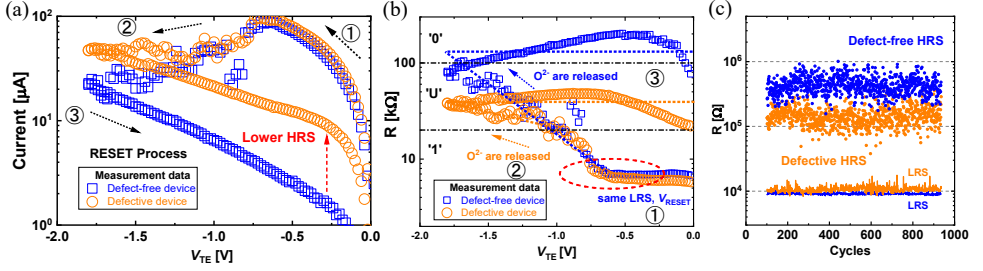 (a)
Current [µA]
10²
10¹
10⁰
②
①
③
Lower HRS
RESET Process
Measurement data
Defect-free device
Defective device
-2.0 -1.5 -1.0 -0.5 0.0
V_TE [V]
(b)
R [kΩ]
100
10
'0'
'U'
'1'
O²⁻ are released
③
O²⁻ are released
②
Measurement data
Defect-free device
Defective device
same LRS, V_RESET
①
-2.0 -1.5 -1.0 -0.5 0.0
V_TE [V]
(c)
R [Ω]
10⁶
10⁵
10⁴
Defect-free HRS
Defective HRS
LRS
LRS
0 200 400 600 800 1000
Cycles